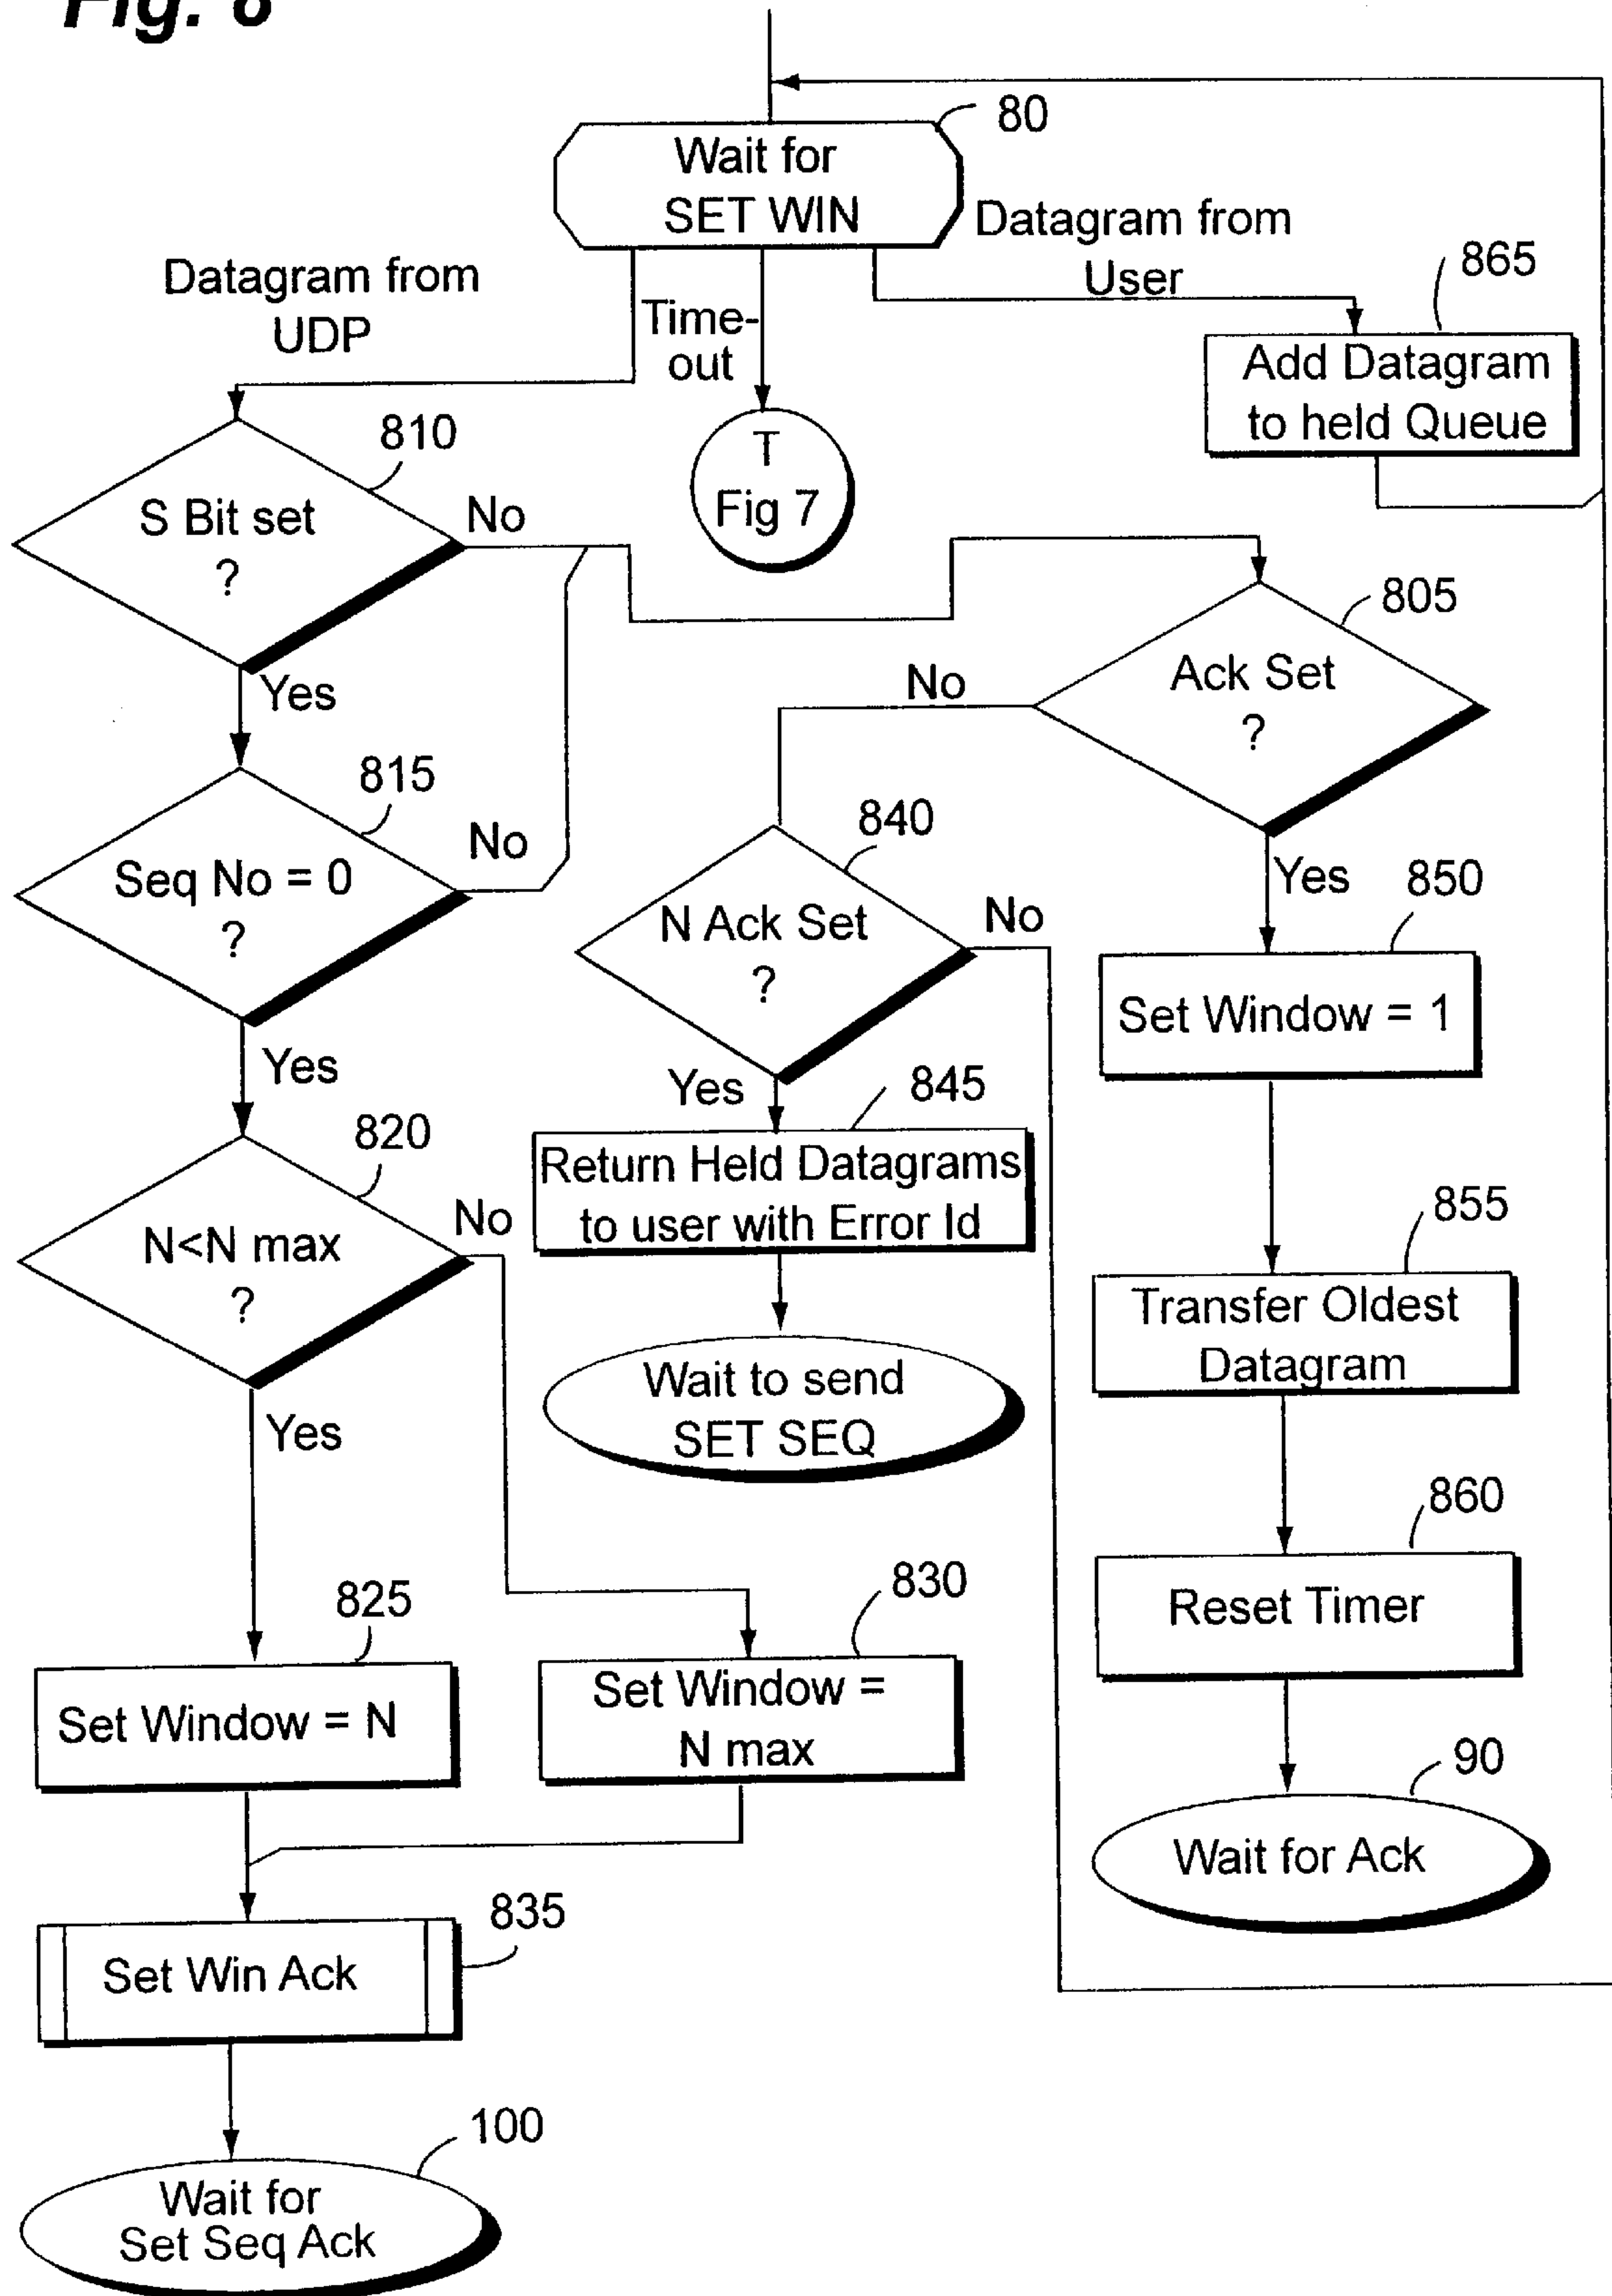 Fig. 8
80
Wait for
SET WIN
Datagram from
User
865
Datagram from
UDP
Time-
out
Add Datagram
to held Queue
T
Fig 7
810
S Bit set
?
No
Yes
805
Ack Set
?
No
Yes
815
Seq No = 0
?
No
Yes
840
N Ack Set
?
No
Yes
850
Set Window = 1
845
Return Held Datagrams
to user with Error Id
820
N<N max
?
No
Yes
855
Transfer Oldest
Datagram
Wait to send
SET SEQ
860
Reset Timer
825
Set Window = N
830
Set Window =
N max
90
Wait for Ack
835
Set Win Ack
100
Wait for
Set Seq Ack